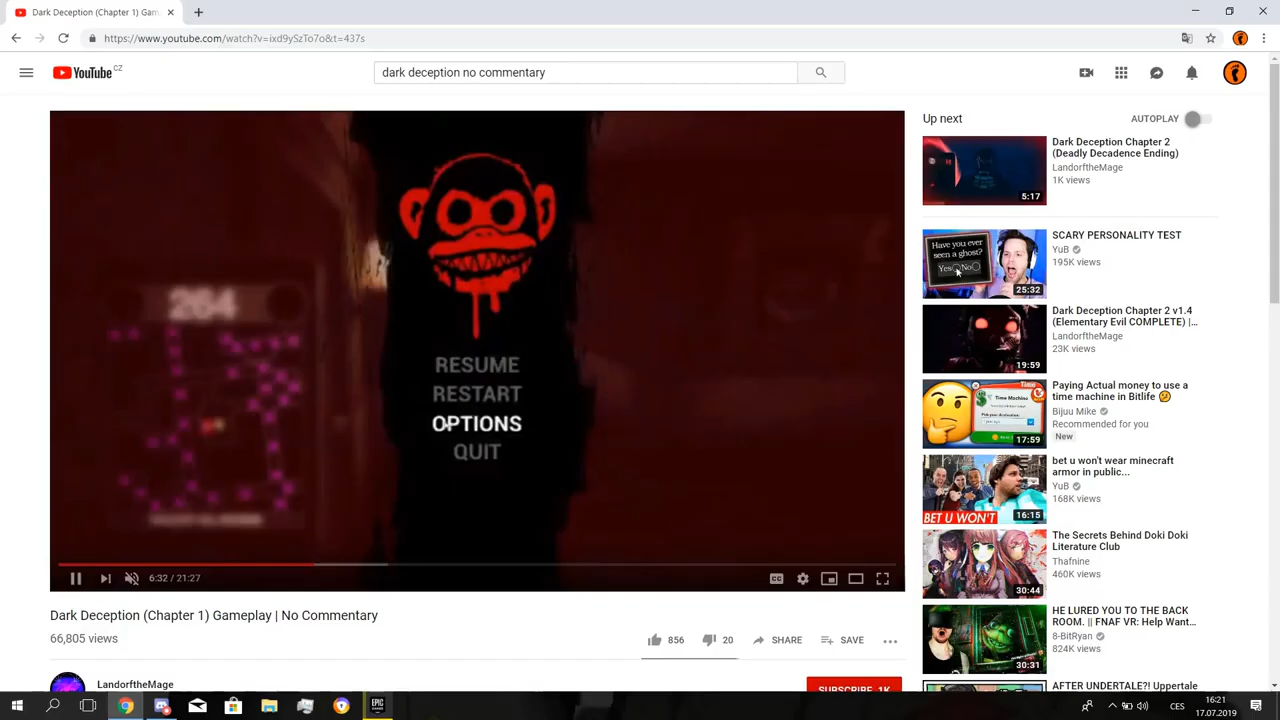 Dark Deception (Chapter 1) Gam
https://www.youtube.com/watch?v=ixd9ySzTo7o&t=437s
YouTube CZ
dark deception no commentary
RESUME
RESTART
OPTIONS
QUIT
6:32 / 21:27
CC
Dark Deception (Chapter 1) Gameplay | No Commentary
66,805 views
856
20
SHARE
SAVE
LandorftheMage
SUBSCRIBE 1K
Up next
AUTOPLAY
5:17
Dark Deception Chapter 2
(Deadly Decadence Ending)
LandorftheMage
1K views
Have you ever
seen a ghost?
Yes No
25:32
SCARY PERSONALITY TEST
YuB
195K views
19:59
Dark Deception Chapter 2 v1.4
(Elementary Evil COMPLETE) |...
LandorftheMage
23K views
Time Machine
17:59
Paying Actual money to use a
time machine in Bitlife 😕
Bijuu Mike
Recommended for you
New
BET U WON'T
16:15
bet u won't wear minecraft
armor in public...
YuB
168K views
30:44
The Secrets Behind Doki Doki
Literature Club
Thafnine
460K views
30:31
HE LURED YOU TO THE BACK
ROOM. || FNAF VR: Help Want...
8-BitRyan
824K views
AFTER UNDERTALE?! Uppertale
EPIC
GAMES
CES
16:21
17.07.2019